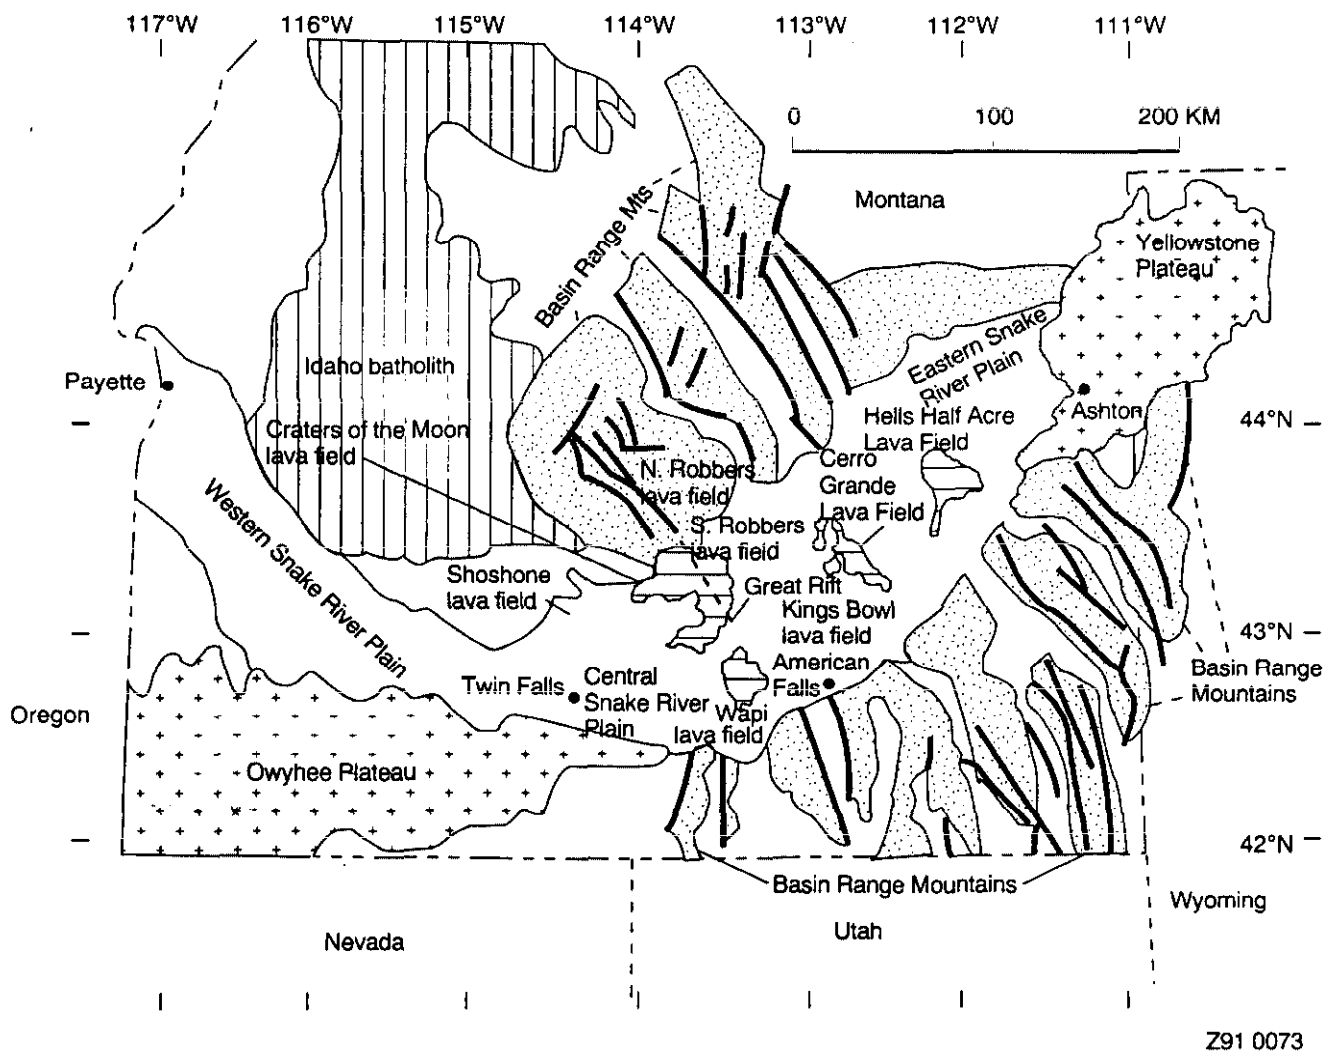 117°W 116°W 115°W 114°W 113°W 112°W 111°W
0 100 200 KM
Montana
Basin Range Mts
Yellowstone
Plateau
Eastern Snake
River Plain
Idaho batholith
Payette
Ashton
Hells Half Acre
Lava Field
44°N
Craters of the Moon
lava field
Cerro
Grande
Lava Field
N. Robbers
lava field
S. Robbers
lava field
Western Snake River Plain
Shoshone
lava field
Great Rift
Kings Bowl
lava field
43°N
American
Falls
Basin Range
Mountains
Twin Falls
Central
Snake River
Plain
Wapi
lava field
Oregon
Owyhee Plateau
42°N
Basin Range Mountains
Wyoming
Nevada
Utah
Z91 0073